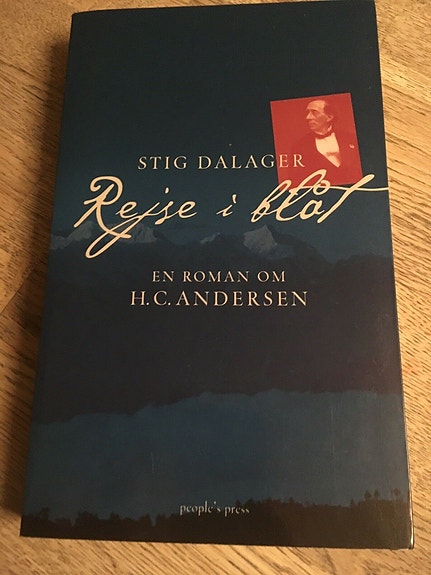 STIG DALAGER
Rejse i blåt
EN ROMAN OM
H.C. ANDERSEN
people's press